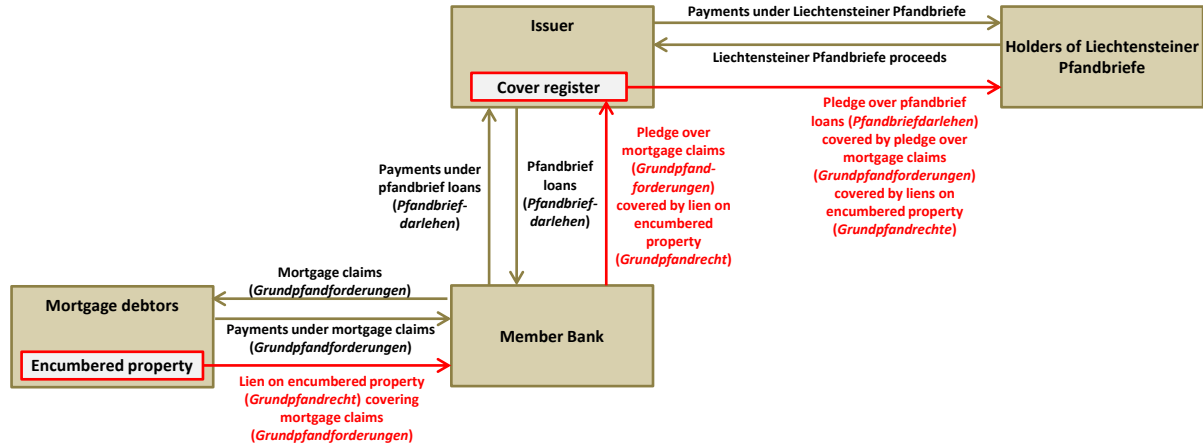 Issuer
Payments under Liechtensteiner Pfandbriefe
Liechtensteiner Pfandbriefe proceeds
Holders of Liechtensteiner
Pfandbriefe
Cover register
Payments under
pfandbrief loans
(Pfandbrief-
darlehen)
Pfandbrief
loans
(Pfandbrief-
darlehen)
Pledge over
mortgage claims
(Grundpfand-
forderungen)
covered by lien on
encumbered
property
(Grundpfandrecht)
Pledge over pfandbrief
loans (Pfandbriefdarlehen)
covered by pledge over
mortgage claims
(Grundpfandforderungen)
covered by liens on
encumbered property
(Grundpfandrechte)
Mortgage debtors
Mortgage claims
(Grundpfandforderungen)
Payments under mortgage claims
(Grundpfandforderungen)
Member Bank
Encumbered property
Lien on encumbered property
(Grundpfandrecht) covering
mortgage claims
(Grundpfandforderungen)